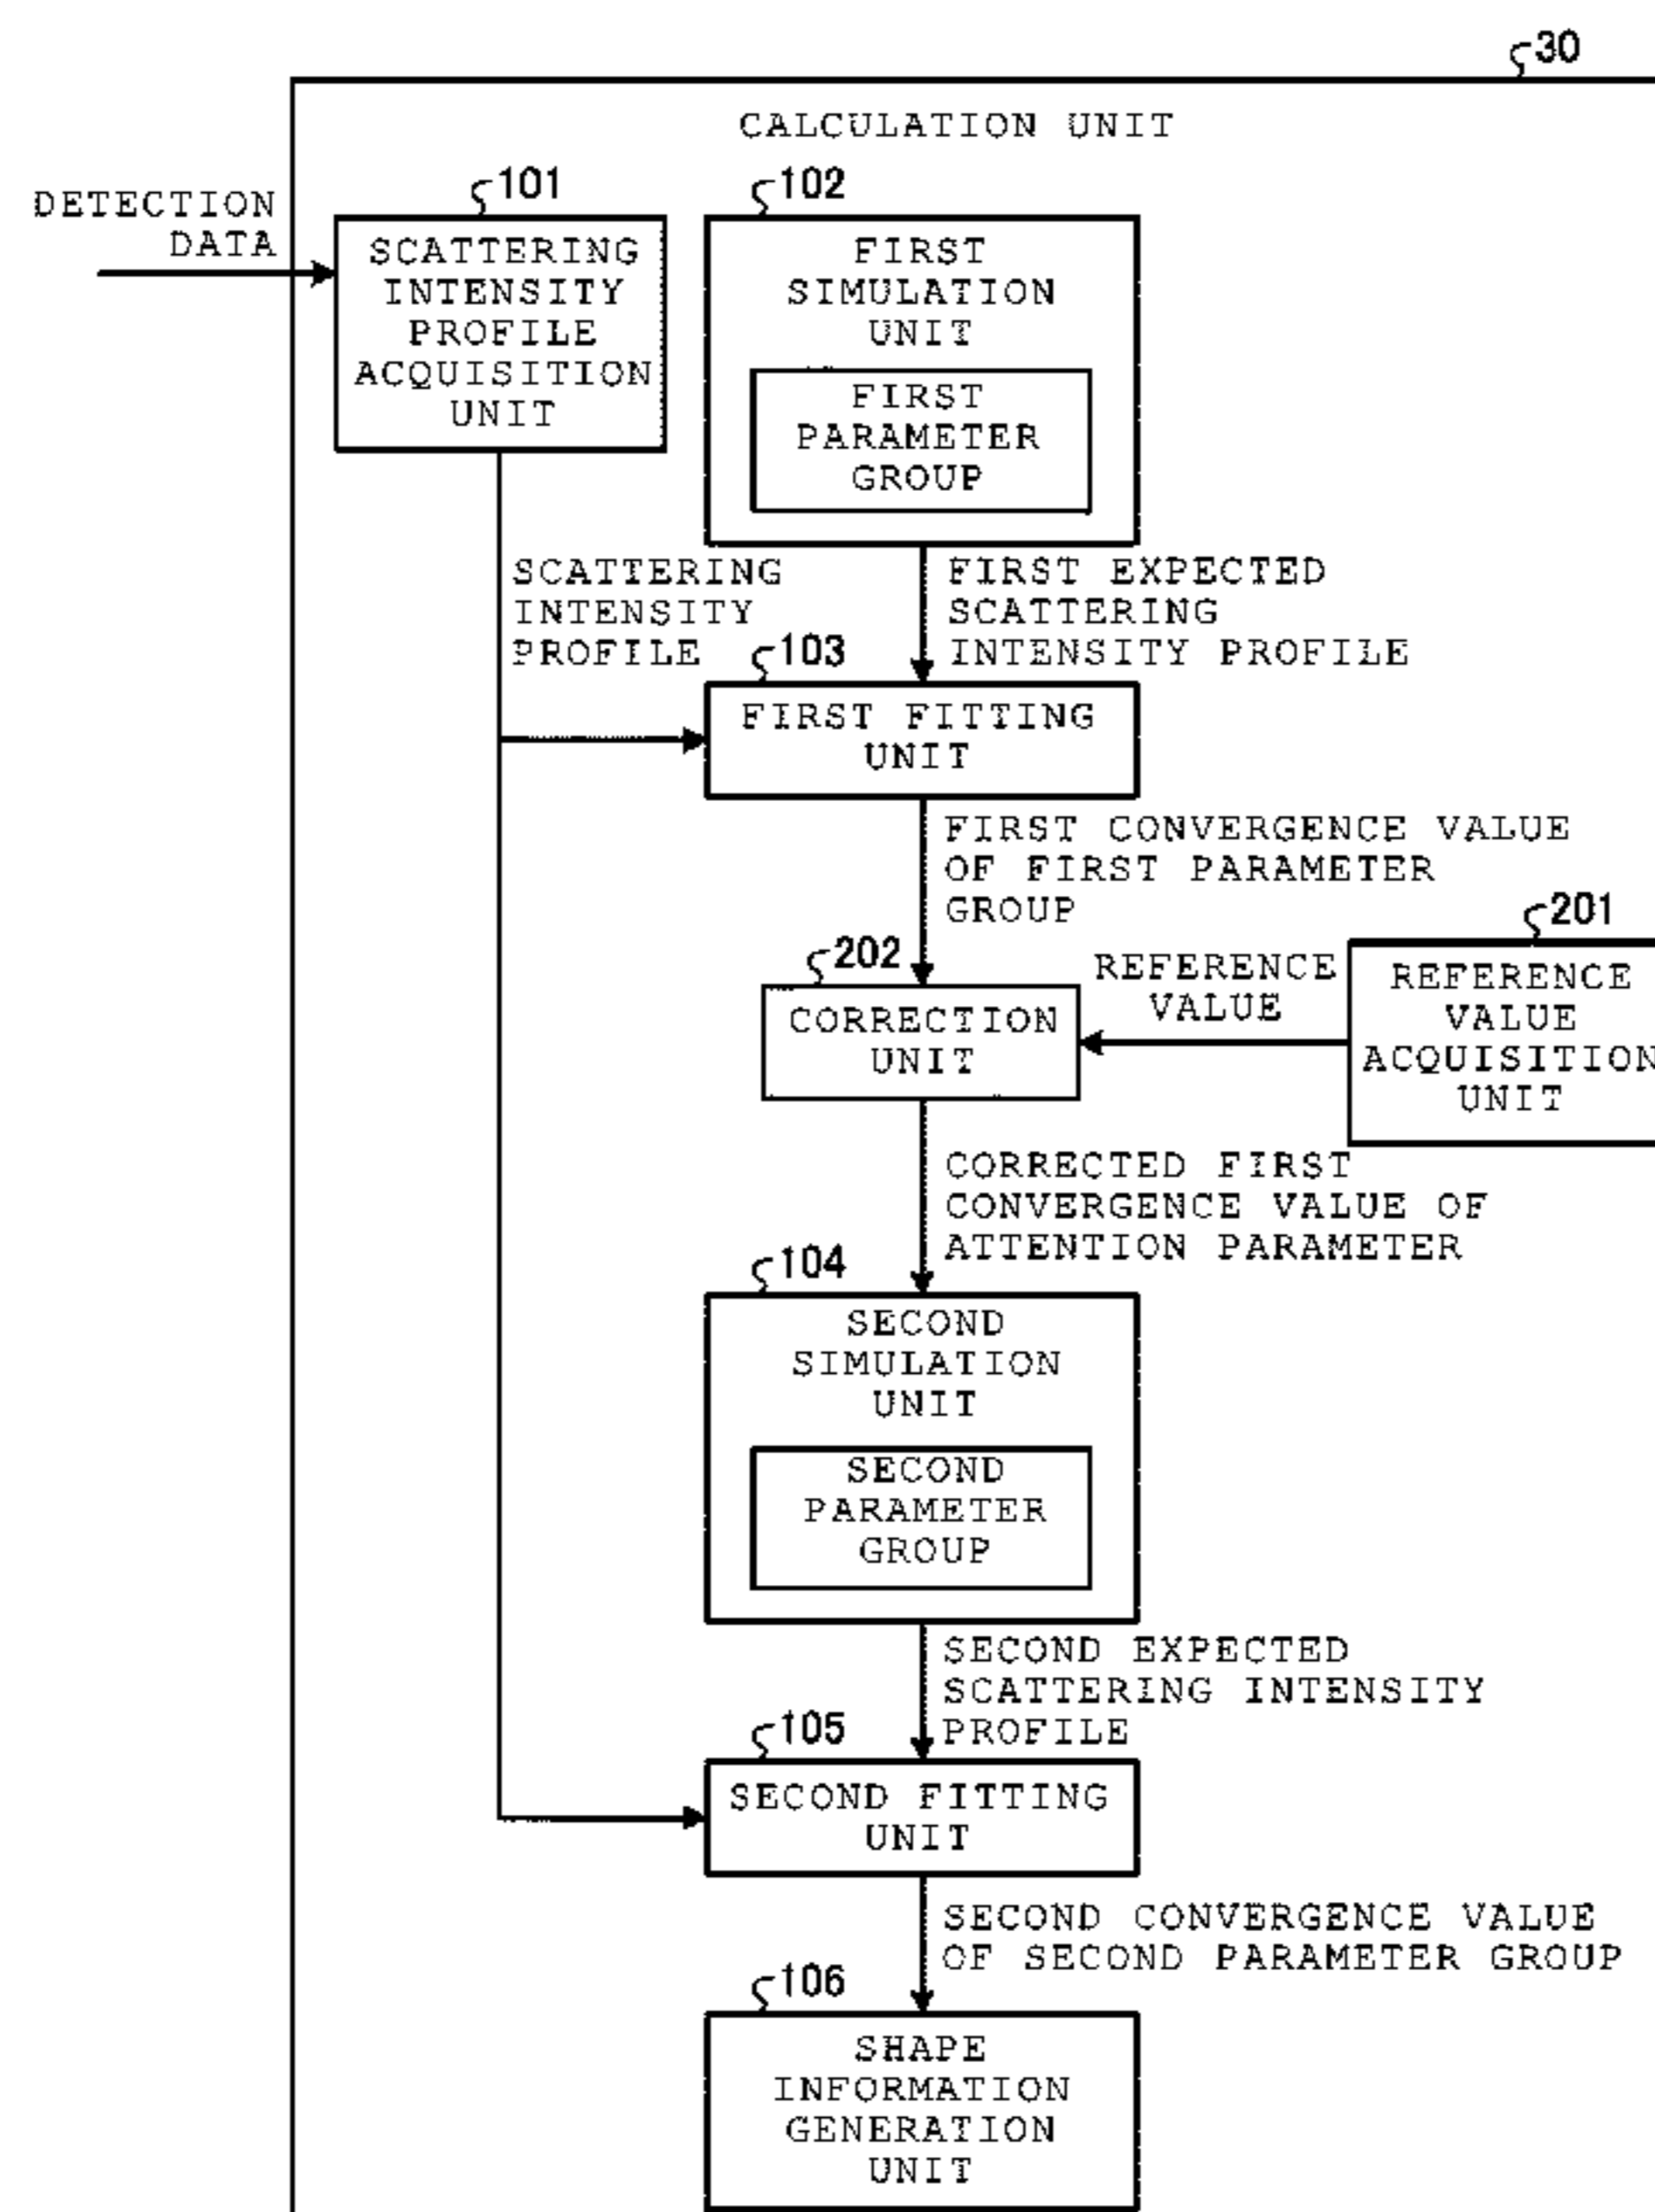 30
CALCULATION UNIT
DETECTION
DATA
101
SCATTERING
INTENSITY
PROFILE
ACQUISITION
UNIT
102
FIRST
SIMULATION
UNIT
FIRST
PARAMETER
GROUP
SCATTERING
INTENSITY
PROFILE
FIRST EXPECTED
SCATTERING
INTENSITY PROFILE
103
FIRST FITTING
UNIT
FIRST CONVERGENCE VALUE
OF FIRST PARAMETER
GROUP
202
CORRECTION
UNIT
REFERENCE
VALUE
201
REFERENCE
VALUE
ACQUISITION
UNIT
CORRECTED FIRST
CONVERGENCE VALUE OF
ATTENTION PARAMETER
104
SECOND
SIMULATION
UNIT
SECOND
PARAMETER
GROUP
SECOND EXPECTED
SCATTERING INTENSITY
PROFILE
105
SECOND FITTING
UNIT
SECOND CONVERGENCE VALUE
OF SECOND PARAMETER GROUP
106
SHAPE
INFORMATION
GENERATION
UNIT